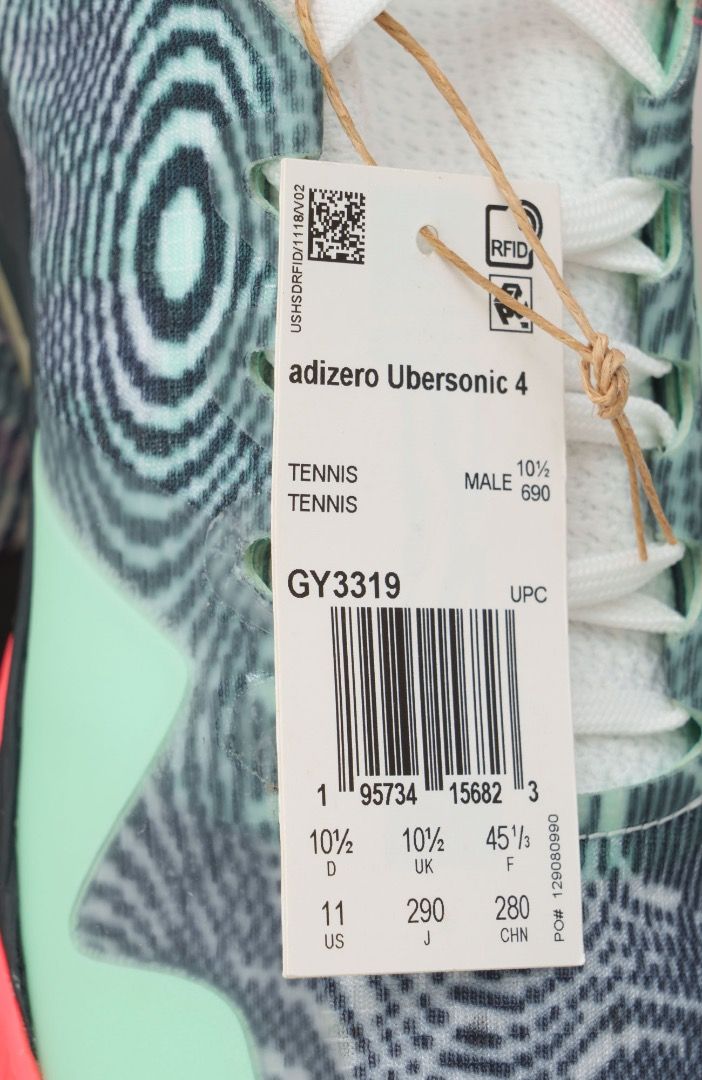 USHSDRFID/1118/V02
RFID
adizero Ubersonic 4
TENNIS
TENNIS
MALE 10½
690
GY3319
UPC
1 95734 15682 3
10½ 10½ 45¹/₃
D UK F
11 290 280
US J CHN
PO# 129080990